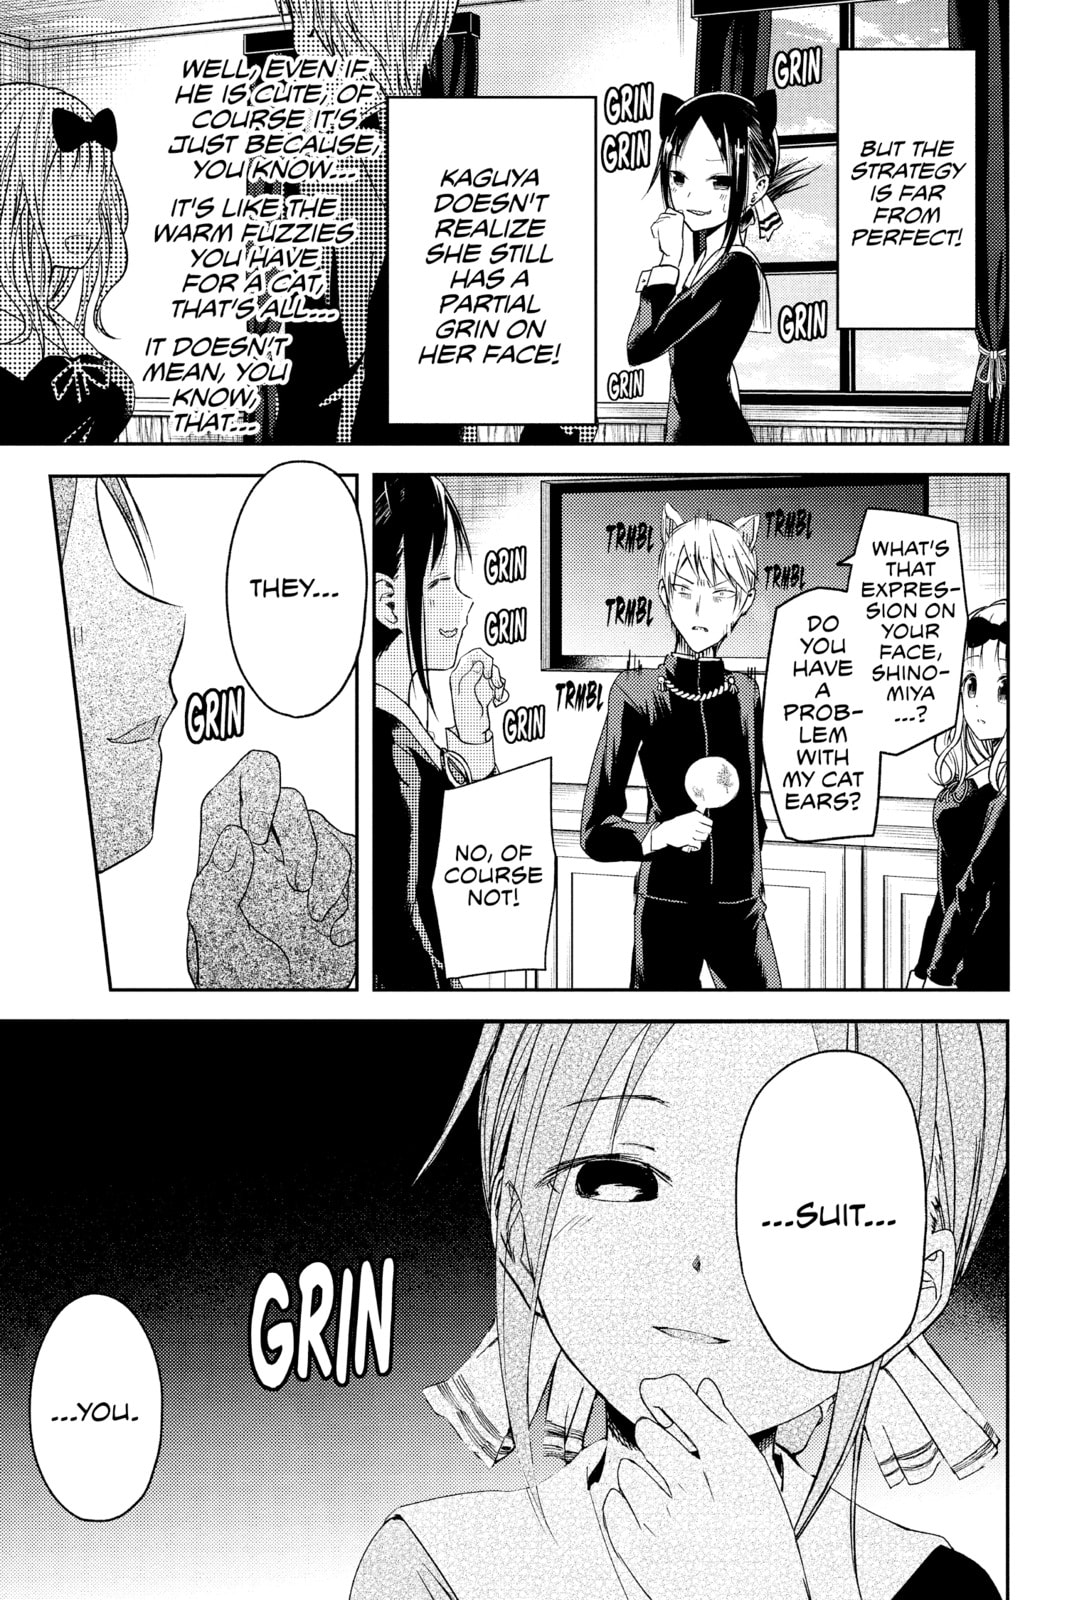 BUT THE
STRATEGY
IS FAR
FROM
PERFECT!
GRIN
GRIN
GRIN
GRIN
GRIN
KAGUYA
DOESN'T
REALIZE
SHE STILL
HAS A
PARTIAL
GRIN ON
HER FACE!
WELL, EVEN IF
HE IS CUTE, OF
COURSE IT'S
JUST BECAUSE,
YOU KNOW...
IT'S LIKE THE
WARM FUZZIES
YOU HAVE
FOR A CAT,
THAT'S ALL...
IT DOESN'T
MEAN, YOU
KNOW,
THAT...
WHAT'S
THAT
EXPRES-
SION ON
YOUR
FACE,
SHINO-
MIYA
...?
DO
YOU
HAVE
A
PROB-
LEM WITH
MY CAT
EARS?
TRMBL
TRMBL
TRMBL
TRMBL
TRMBL
GRIN
GRIN
GRIN
NO, OF
COURSE
NOT!
THEY...
GRIN
...SUIT...
GRIN
...YOU.